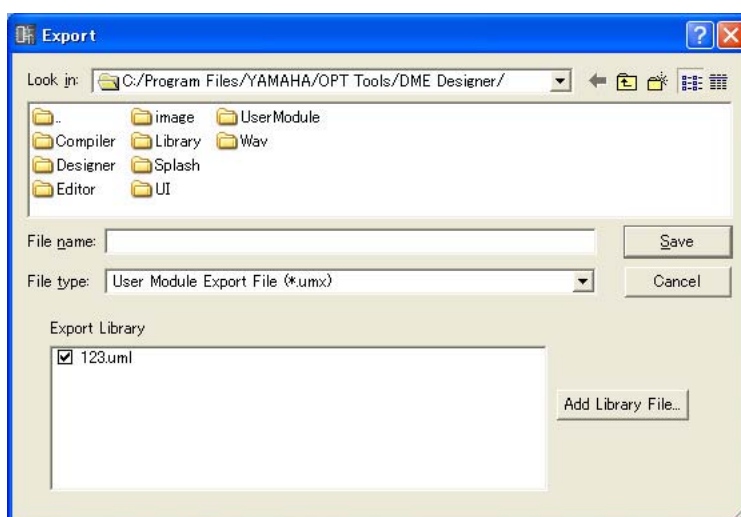 Export
Look in: C:/Program Files/YAMAHA/OPT Tools/DME Designer/
.. image UserModule
Compiler Library Wav
Designer Splash
Editor UI
File name: Save
File type: User Module Export File (*.umx) Cancel
Export Library
123.uml
Add Library File...